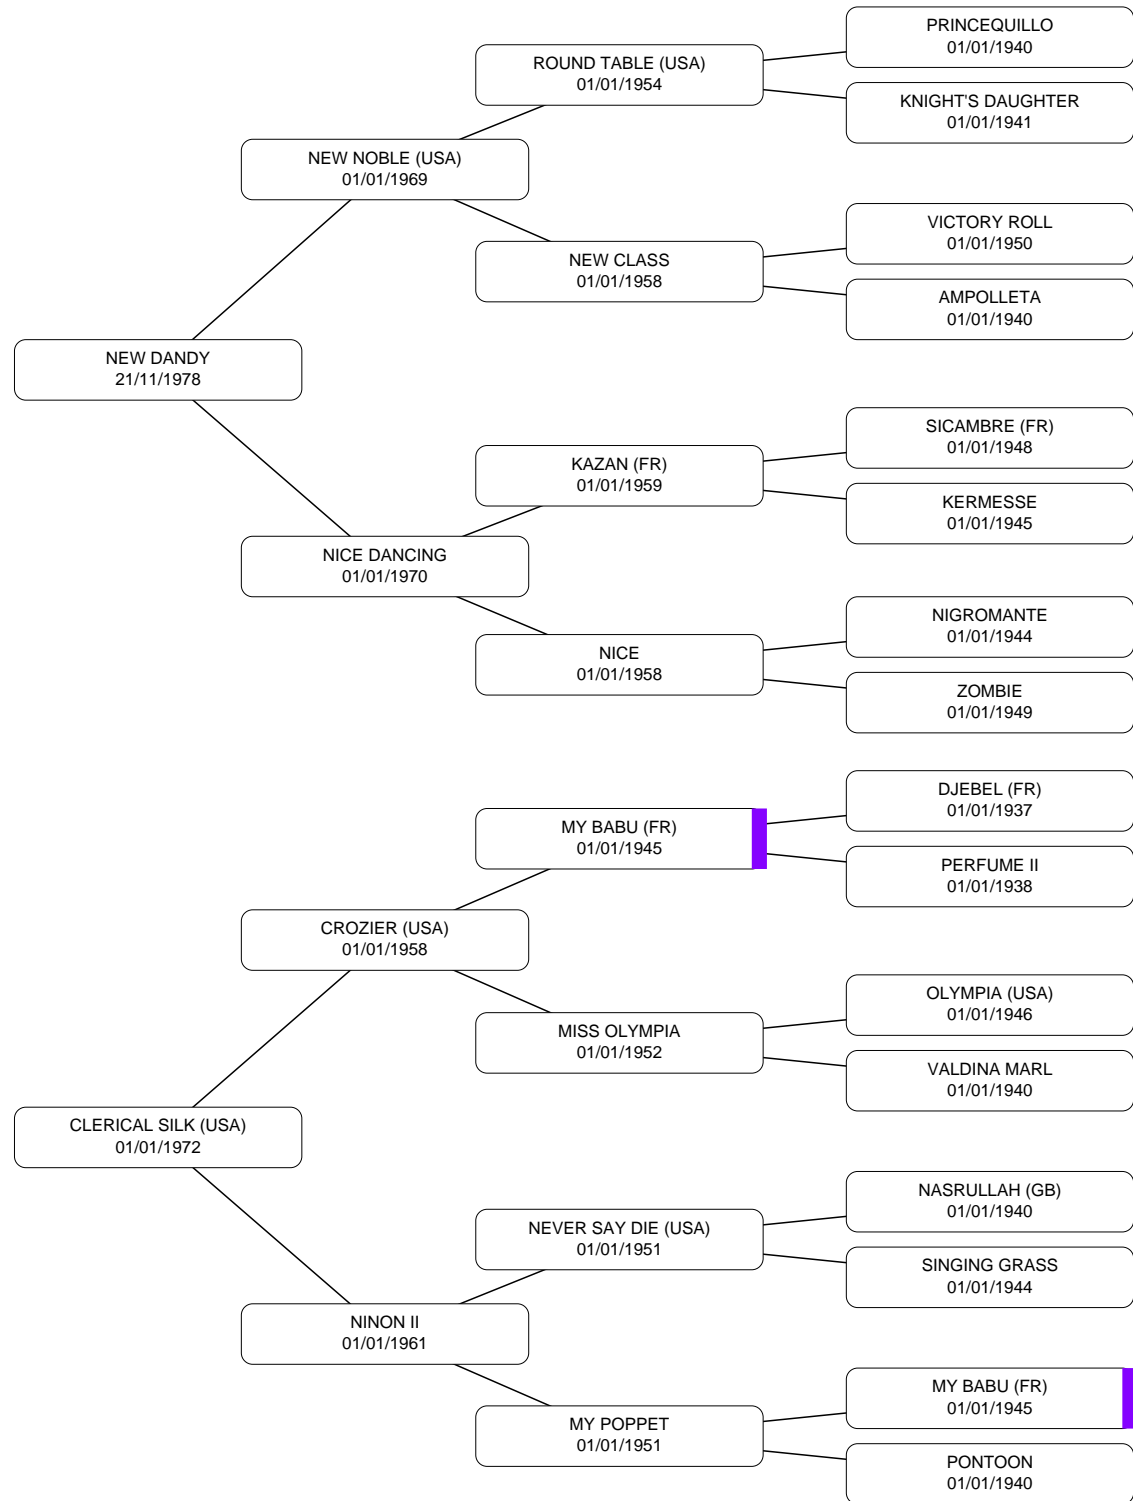 PRINCEQUILLO
01/01/1940
ROUND TABLE (USA)
01/01/1954
KNIGHT'S DAUGHTER
01/01/1941
NEW NOBLE (USA)
01/01/1969
VICTORY ROLL
01/01/1950
NEW CLASS
01/01/1958
AMPOLLETA
01/01/1940
NEW DANDY
21/11/1978
SICAMBRE (FR)
01/01/1948
KAZAN (FR)
01/01/1959
KERMESSE
01/01/1945
NICE DANCING
01/01/1970
NIGROMANTE
01/01/1944
NICE
01/01/1958
ZOMBIE
01/01/1949
DJEBEL (FR)
01/01/1937
MY BABU (FR)
01/01/1945
PERFUME II
01/01/1938
CROZIER (USA)
01/01/1958
OLYMPIA (USA)
01/01/1946
MISS OLYMPIA
01/01/1952
VALDINA MARL
01/01/1940
CLERICAL SILK (USA)
01/01/1972
NASRULLAH (GB)
01/01/1940
NEVER SAY DIE (USA)
01/01/1951
SINGING GRASS
01/01/1944
NINON II
01/01/1961
MY BABU (FR)
01/01/1945
MY POPPET
01/01/1951
PONTOON
01/01/1940